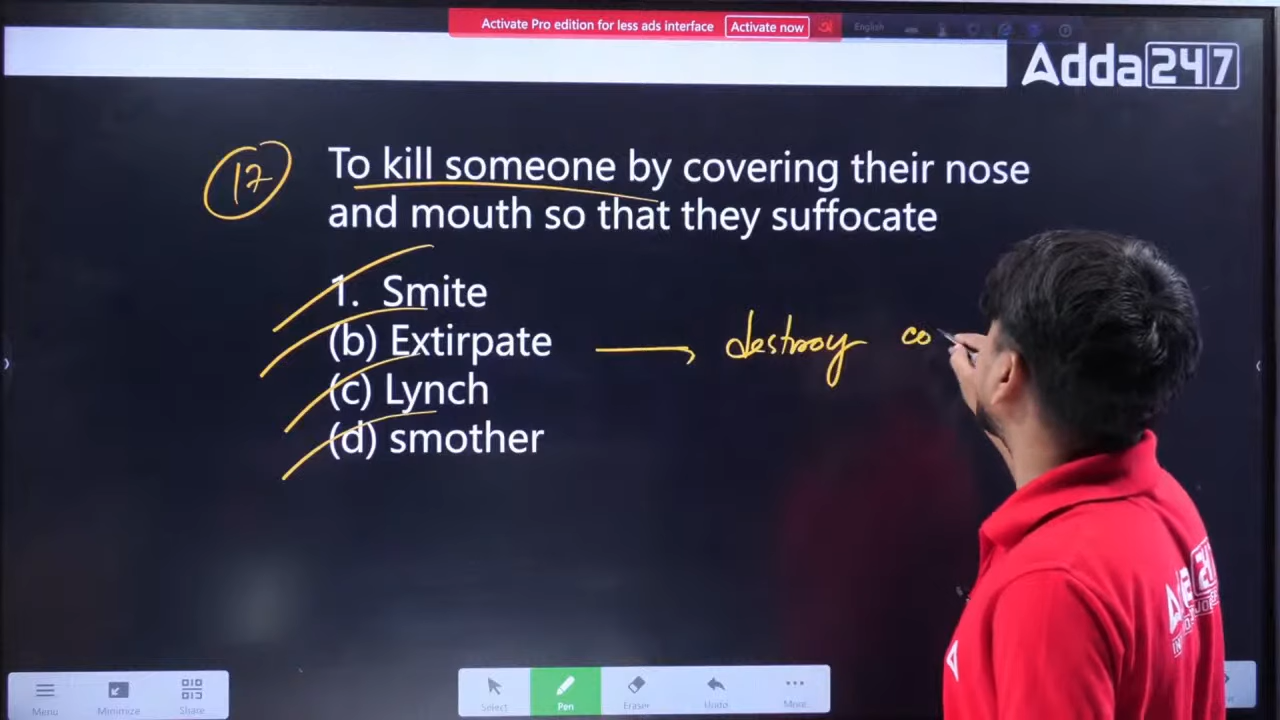 Activate Pro edition for less ads interface Activate now English
Adda247
17
To kill someone by covering their nose
and mouth so that they suffocate
1. Smite
(b) Extirpate destroy co
(c) Lynch
(d) smother
Menu Minimize Share Select Pen Eraser Undo More